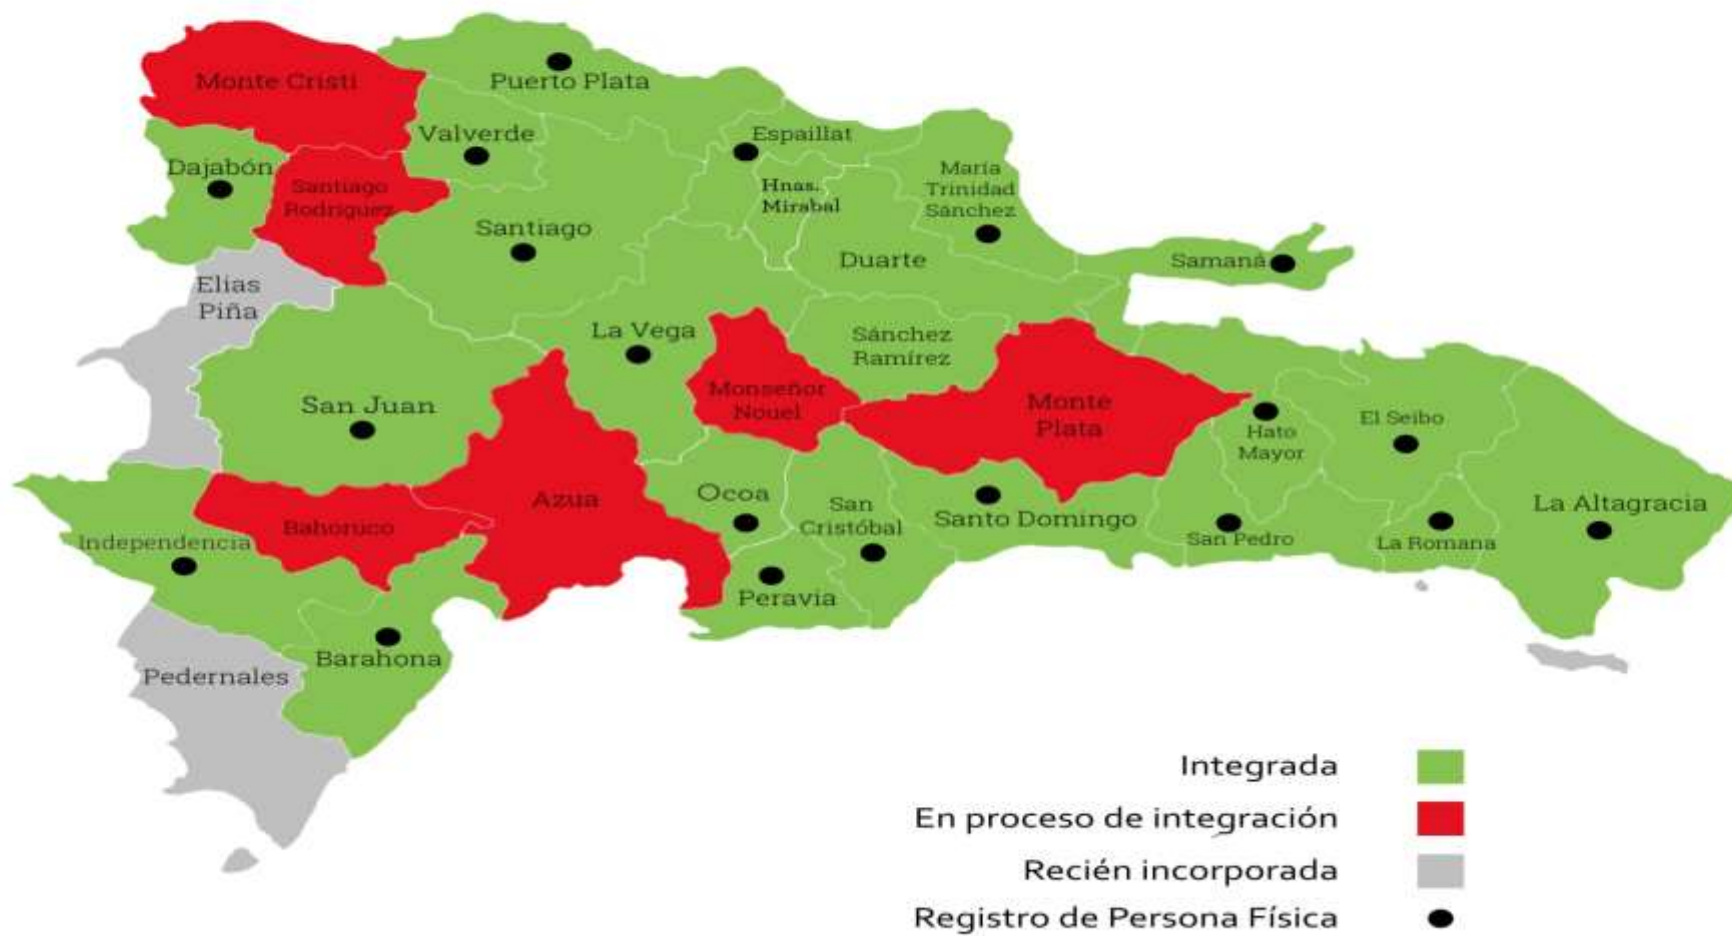 Monte Cristi
Puerto Plata
Valverde
Espaillat
Dajabón
María
Trinidad
Sánchez
Santiago
Rodríguez
Hnas.
Mirabal
Santiago
Duarte
Samaná
Elías
Piña
La Vega
Sánchez
Ramírez
San Juan
Monseñor
Nouel
Monte
Plata
Hato
Mayor
El Seibo
Azua
Ocoa
San
Cristóbal
Santo Domingo
La Altagracia
Bahoruco
Independencia
San Pedro
La Romana
Peravia
Barahona
Pedernales
Integrada
En proceso de integración
Recién incorporada
Registro de Persona Física